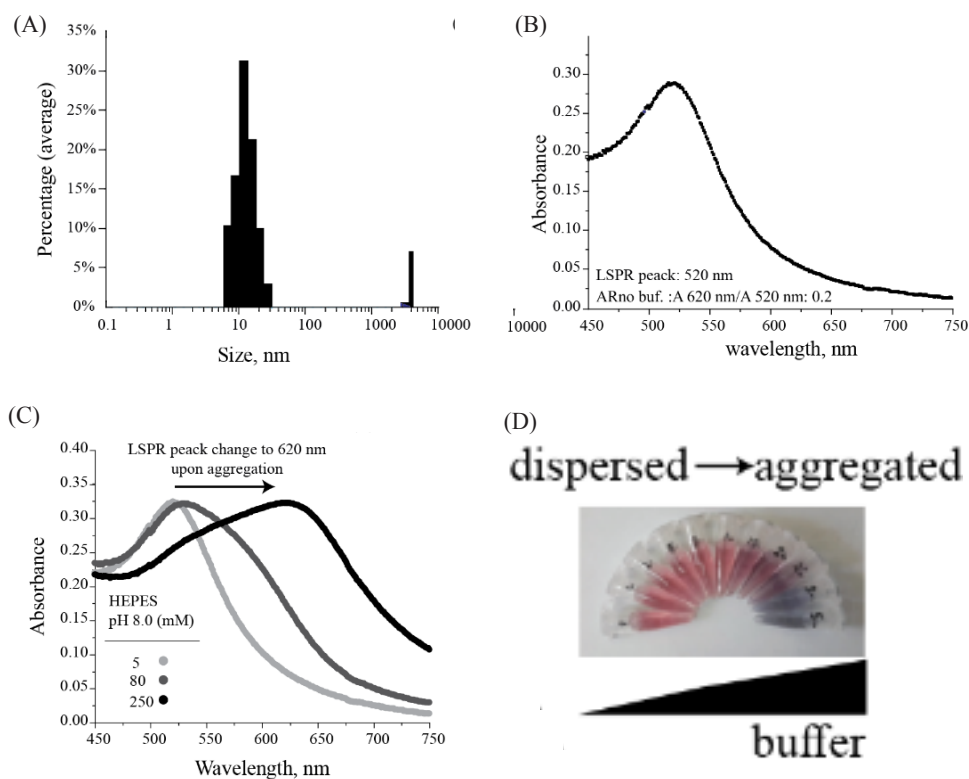 (A)
35%
30%
25%
20%
15%
10%
5%
0%
Percentage (average)
0.1 1 10 100 1000 10000
Size, nm
(B)
0.30
0.25
0.20
0.15
0.10
0.05
0.00
Absorbance
LSPR peack: 520 nm
ARno buf. :A 620 nm/A 520 nm: 0.2
10000
450 500 550 600 650 700 750
wavelength, nm
(C)
LSPR peack change to 620 nm
upon aggregation
0.40
0.35
0.30
0.25
0.20
0.15
0.10
0.05
0.00
Absorbance
HEPES
pH 8.0 (mM)
5
80
250
450 500 550 600 650 700 750
Wavelength, nm
(D)
dispersed aggregated
buffer